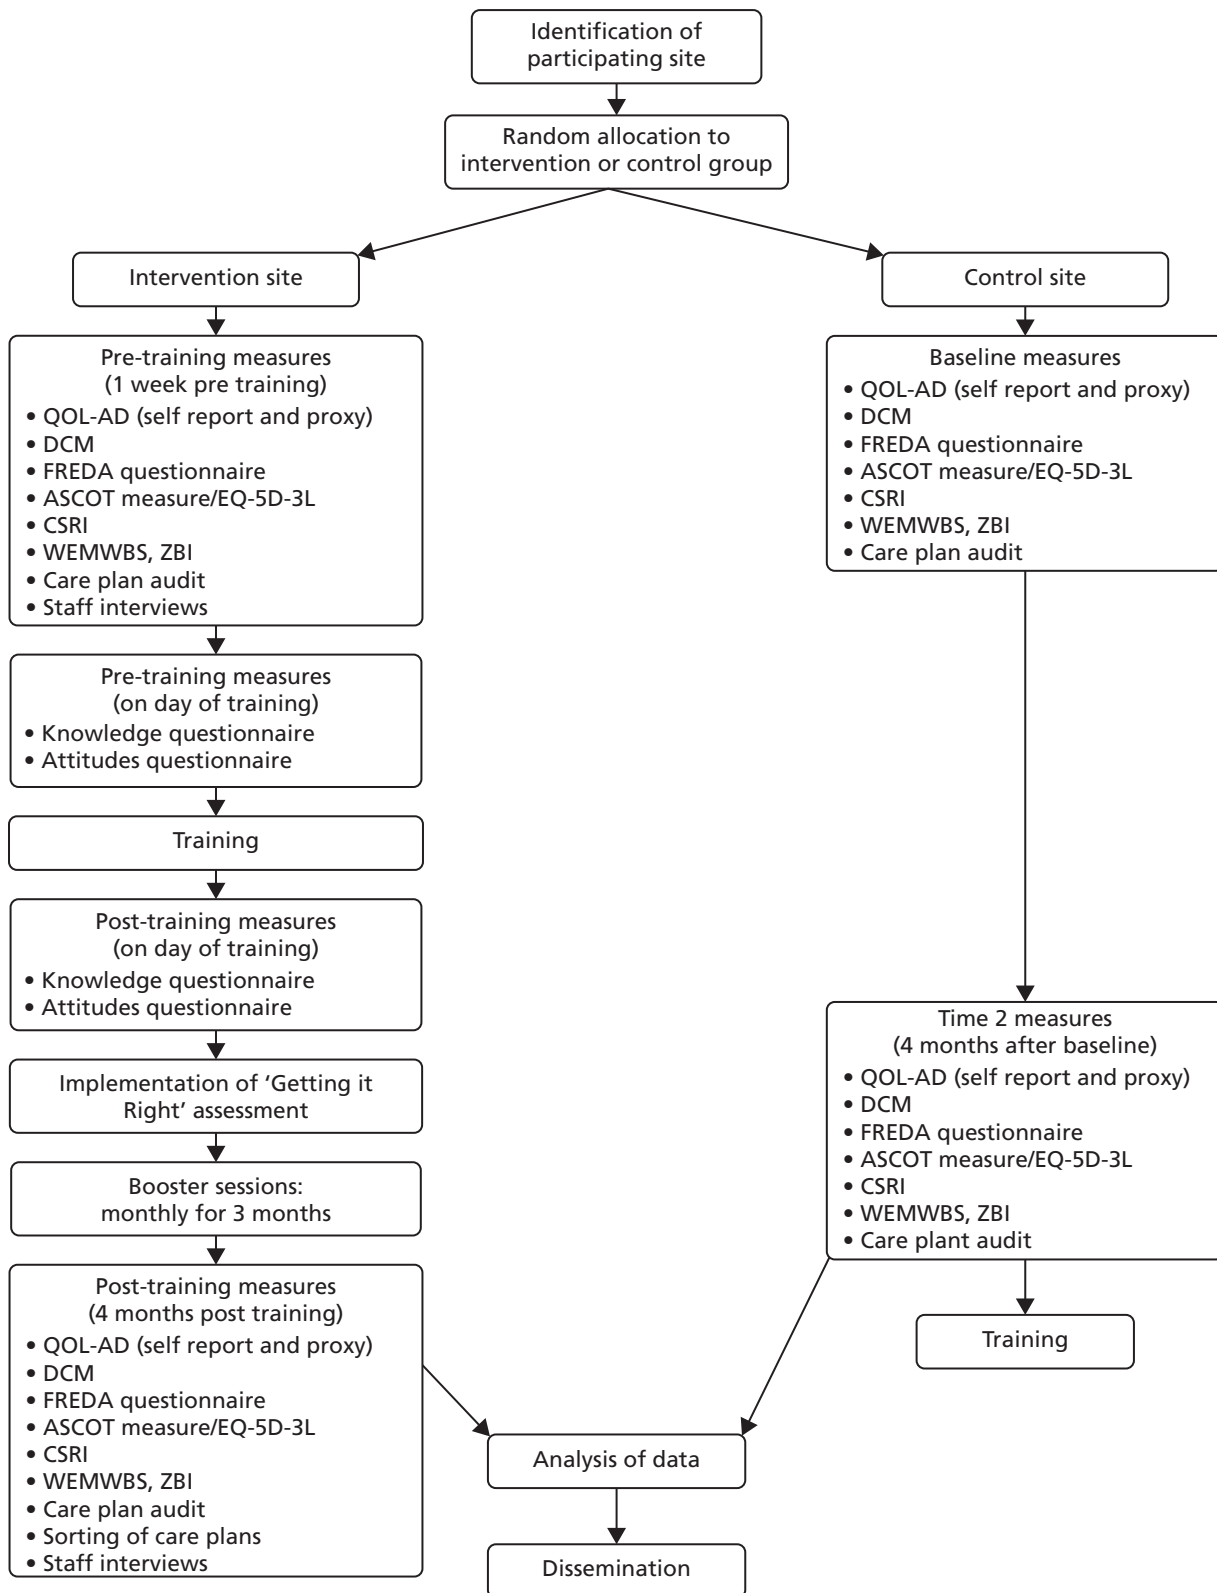 Identification of
participating site
Random allocation to
intervention or control group
Intervention site
Pre-training measures
(1 week pre training)
• QOL-AD (self report and proxy)
• DCM
• FREDA questionnaire
• ASCOT measure/EQ-5D-3L
• CSRI
• WEMWBS, ZBI
• Care plan audit
• Staff interviews
Pre-training measures
(on day of training)
• Knowledge questionnaire
• Attitudes questionnaire
Training
Post-training measures
(on day of training)
• Knowledge questionnaire
• Attitudes questionnaire
Implementation of ‘Getting it
Right’ assessment
Booster sessions:
monthly for 3 months
Post-training measures
(4 months post training)
• QOL-AD (self report and proxy)
• DCM
• FREDA questionnaire
• ASCOT measure/EQ-5D-3L
• CSRI
• WEMWBS, ZBI
• Care plan audit
• Sorting of care plans
• Staff interviews
Control site
Baseline measures
• QOL-AD (self report and proxy)
• DCM
• FREDA questionnaire
• ASCOT measure/EQ-5D-3L
• CSRI
• WEMWBS, ZBI
• Care plan audit
Time 2 measures
(4 months after baseline)
• QOL-AD (self report and proxy)
• DCM
• FREDA questionnaire
• ASCOT measure/EQ-5D-3L
• CSRI
• WEMWBS, ZBI
• Care plant audit
Training
Analysis of data
Dissemination